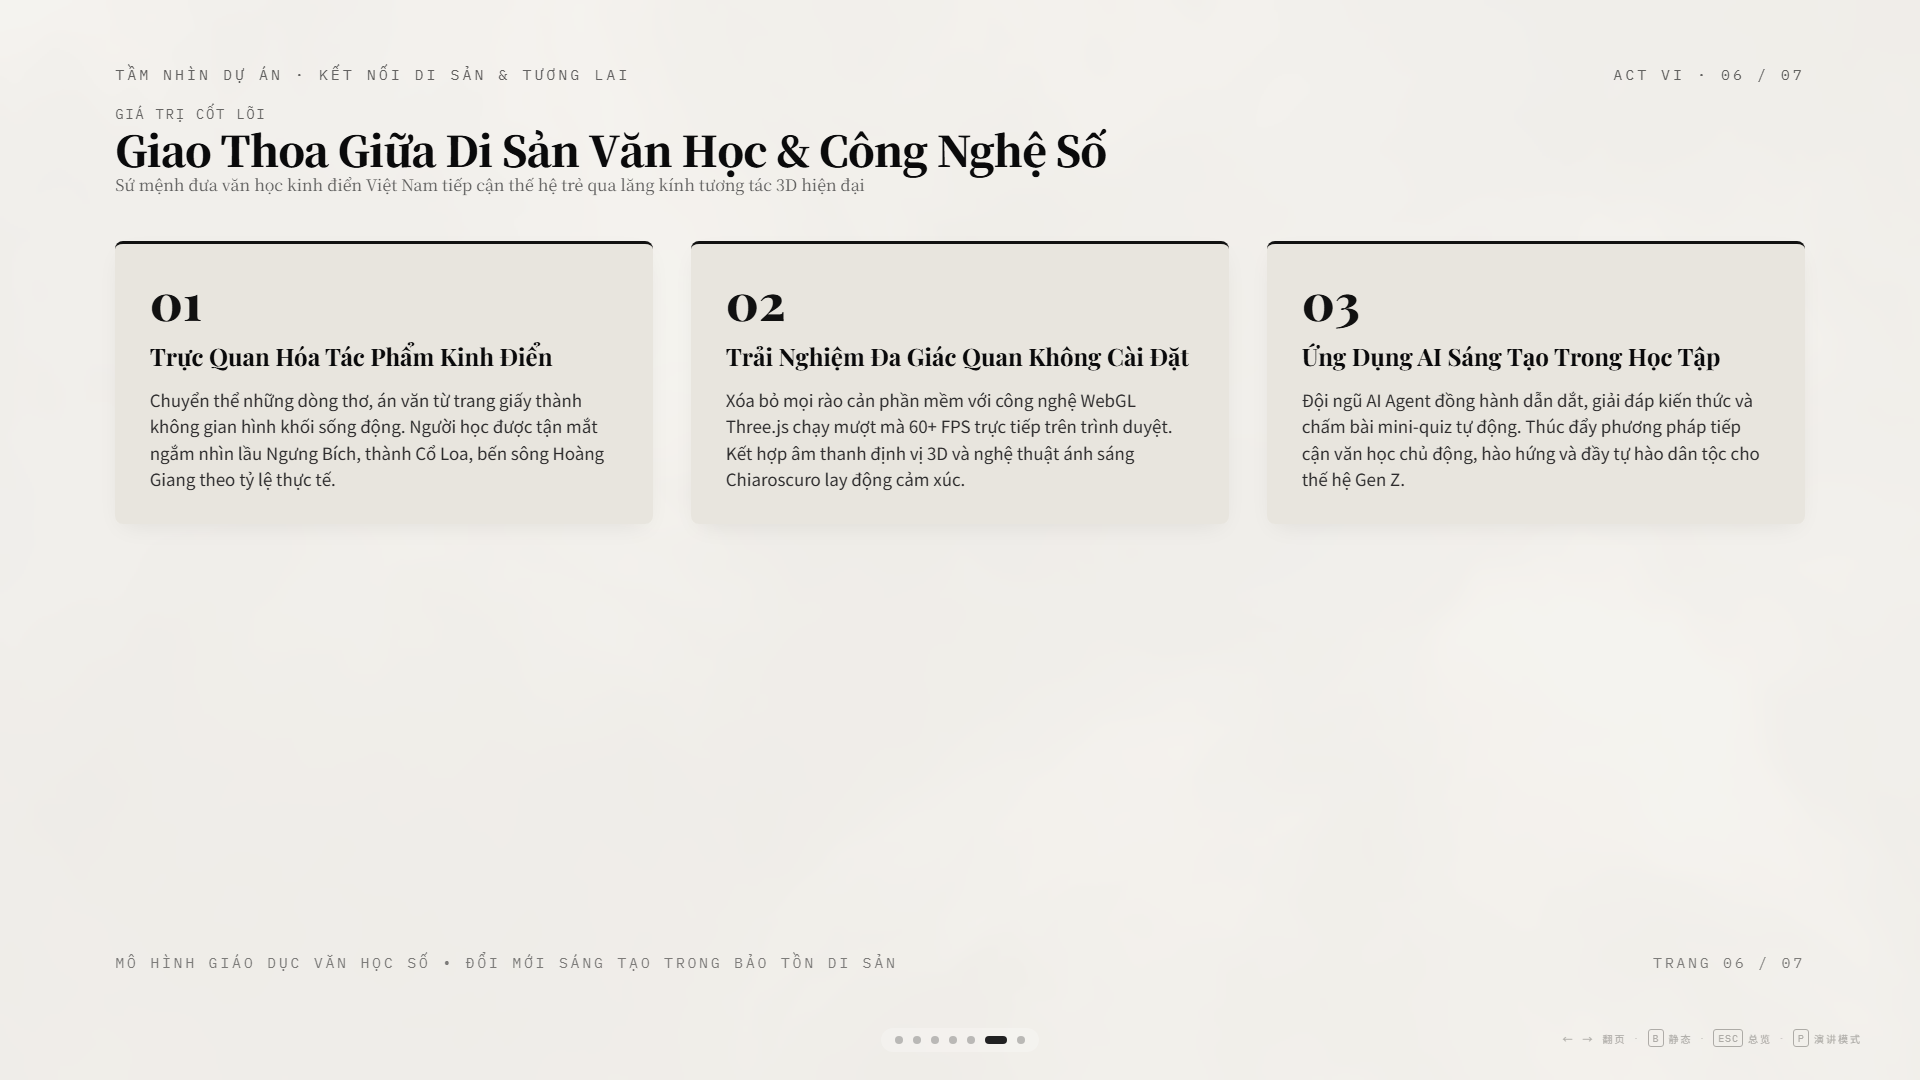 TẦM NHÌN DỰ ÁN · KẾT NỐI DI SẢN & TƯƠNG LAI
ACT VI · 06 / 07
GIÁ TRỊ CỐT LÕI
Giao Thoa Giữa Di Sản Văn Học & Công Nghệ Số
Sứ mệnh đưa văn học kinh điển Việt Nam tiếp cận thế hệ trẻ qua lăng kính tương tác 3D hiện đại
01
Trực Quan Hóa Tác Phẩm Kinh Điển
Chuyển thể những dòng thơ, án văn từ trang giấy thành
không gian hình khối sống động. Người học được tận mắt
ngắm nhìn lầu Ngưng Bích, thành Cổ Loa, bến sông Hoàng
Giang theo tỷ lệ thực tế.
02
Trải Nghiệm Đa Giác Quan Không Cài Đặt
Xóa bỏ mọi rào cản phần mềm với công nghệ WebGL
Three.js chạy mượt mà 60+ FPS trực tiếp trên trình duyệt.
Kết hợp âm thanh định vị 3D và nghệ thuật ánh sáng
Chiaroscuro lay động cảm xúc.
03
Ứng Dụng AI Sáng Tạo Trong Học Tập
Đội ngũ AI Agent đồng hành dẫn dắt, giải đáp kiến thức và
chấm bài mini-quiz tự động. Thúc đẩy phương pháp tiếp
cận văn học chủ động, hào hứng và đầy tự hào dân tộc cho
thế hệ Gen Z.
MÔ HÌNH GIÁO DỤC VĂN HỌC SỐ • ĐỔI MỚI SÁNG TẠO TRONG BẢO TỒN DI SẢN
TRANG 06 / 07
← → 翻页 · B 静态 · ESC 总览 · P 演讲模式